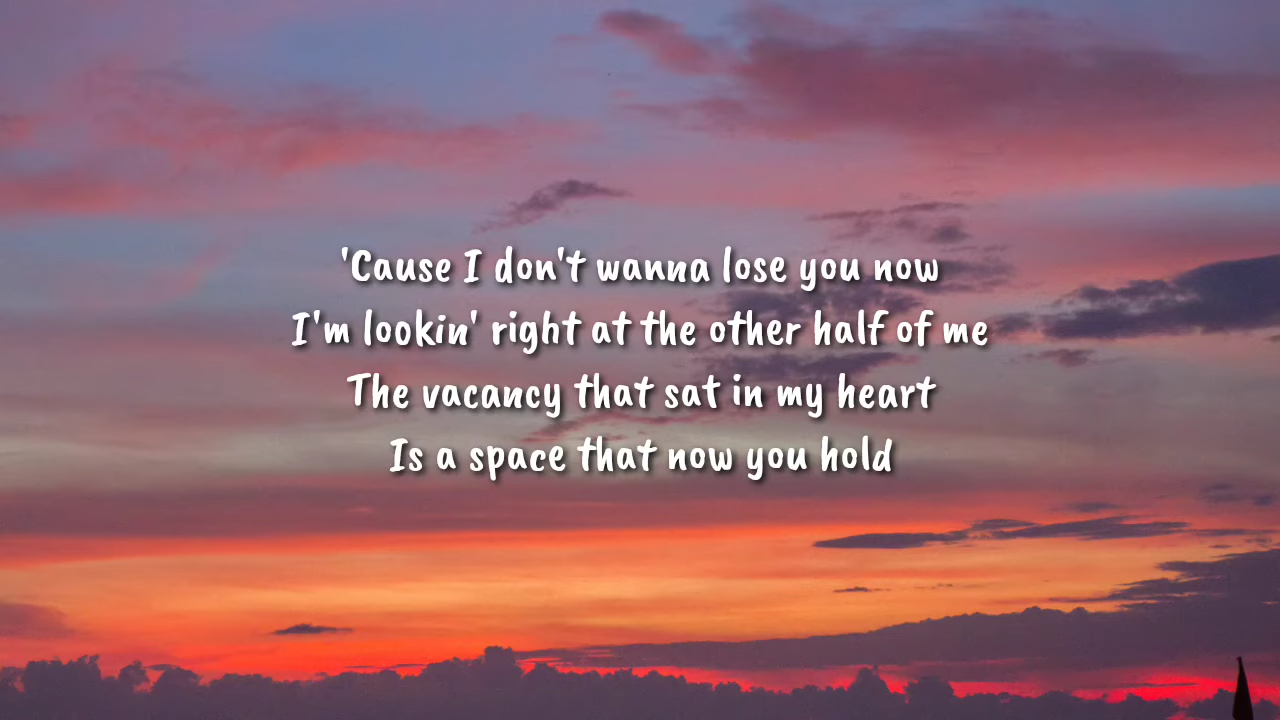 'Cause I don't wanna lose you now
I'm lookin' right at the other half of me
The vacancy that sat in my heart
Is a space that now you hold